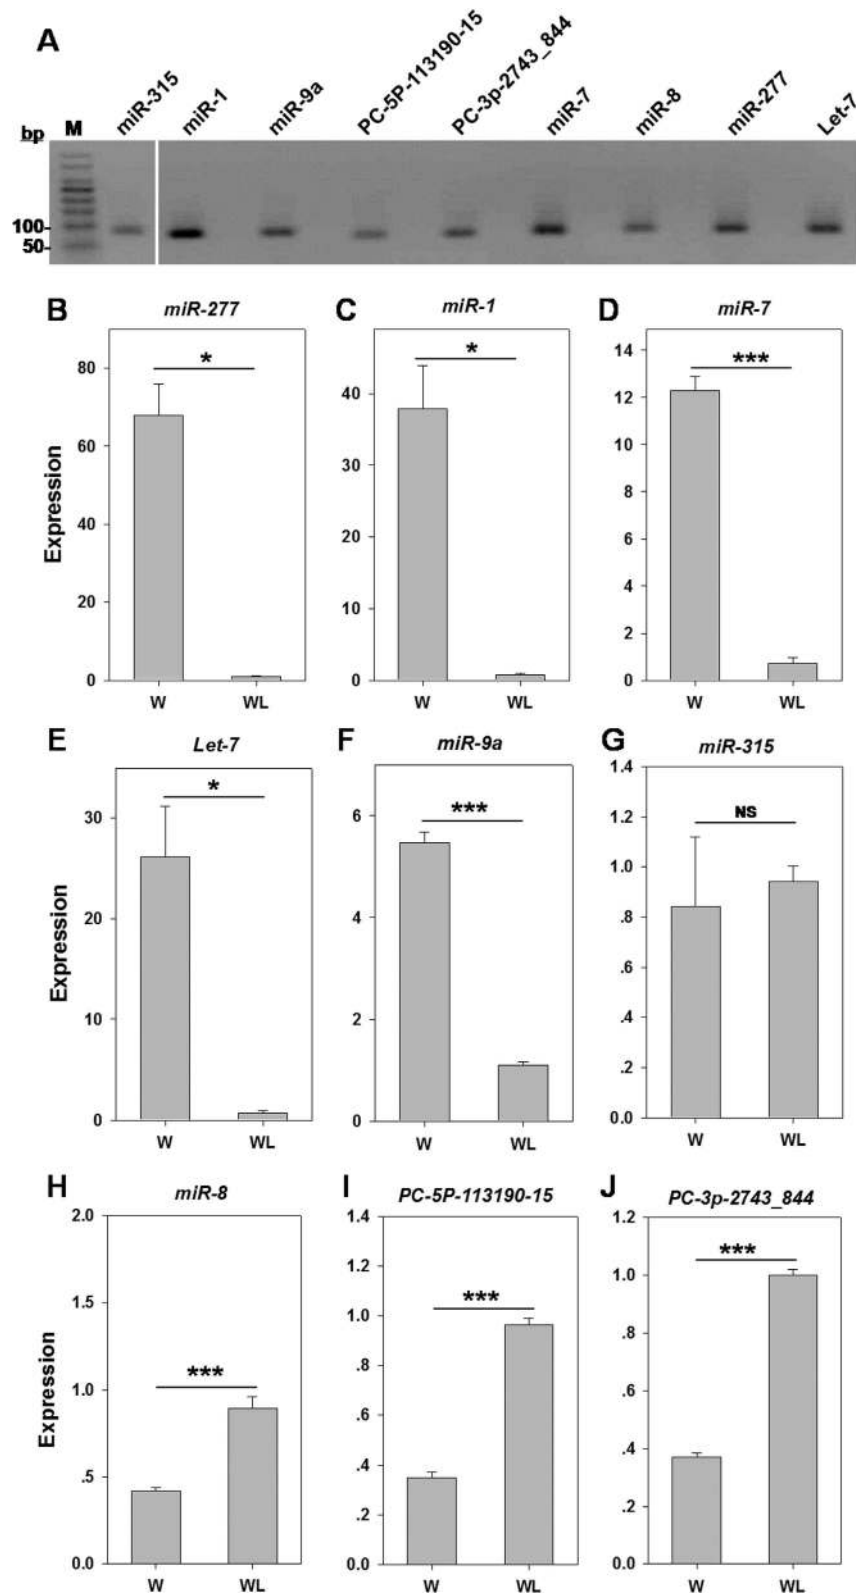 A
miR-315
miR-1
miR-9a
PC-5P-113190-15
PC-3p-2743_844
miR-7
miR-8
miR-277
Let-7
bp M
100
50
B miR-277
C miR-1
D miR-7
Expression
80
60
40
20
0
*
W WL
40
30
20
10
0
*
W WL
14
12
10
8
6
4
2
0
***
W WL
E Let-7
F miR-9a
G miR-315
Expression
30
20
10
0
*
W WL
6
4
2
0
***
W WL
1.4
1.2
1.0
.8
.6
.4
.2
0.0
NS
W WL
H miR-8
I PC-5P-113190-15
J PC-3p-2743_844
Expression
2.0
1.5
1.0
.5
0.0
***
W WL
1.4
1.2
1.0
.8
.6
.4
.2
0.0
***
W WL
1.2
1.0
.8
.6
.4
.2
0.0
***
W WL